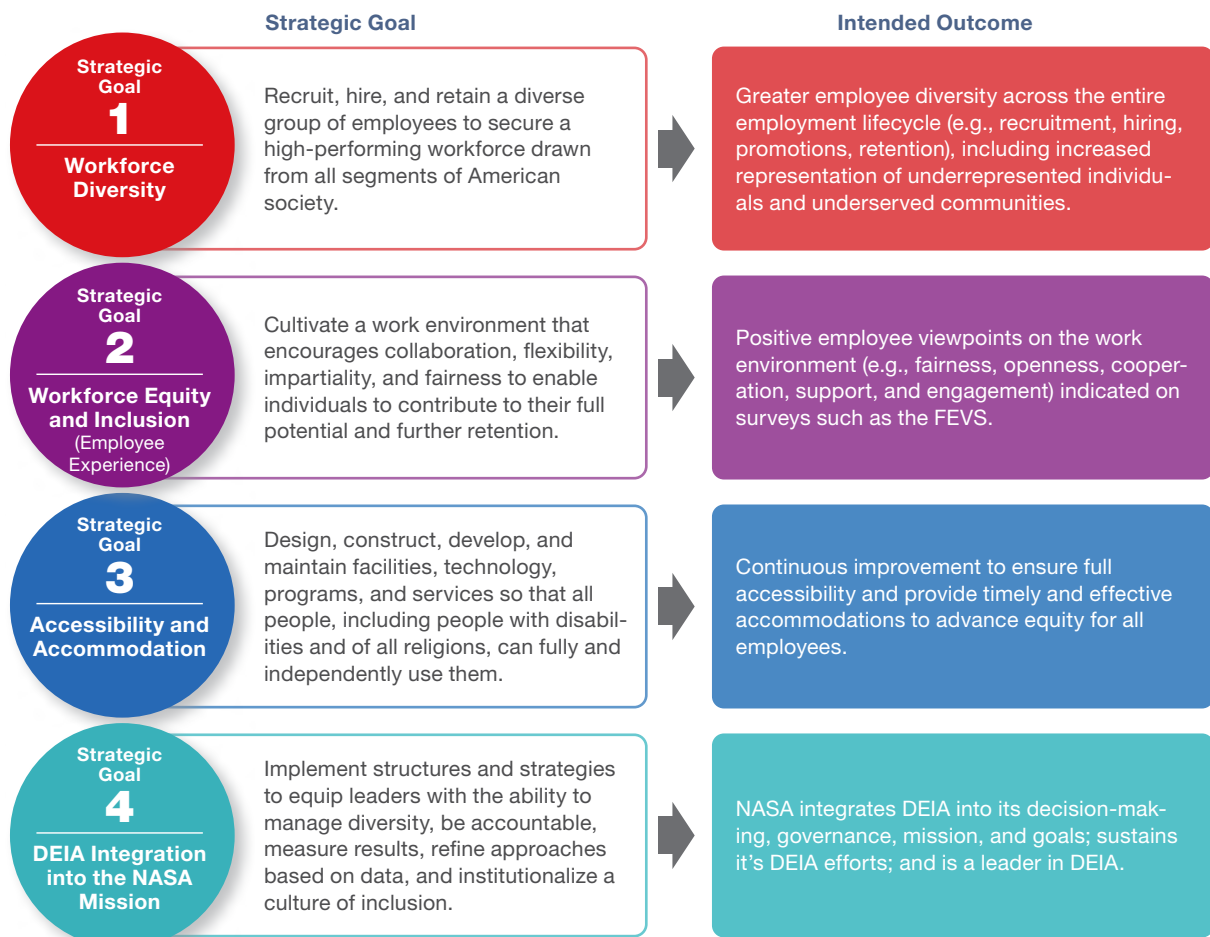 Strategic Goal
Intended Outcome
Strategic
Goal
1
Workforce
Diversity
Recruit, hire, and retain a diverse
group of employees to secure a
high-performing workforce drawn
from all segments of American
society.
Greater employee diversity across the entire
employment lifecycle (e.g., recruitment, hiring,
promotions, retention), including increased
representation of underrepresented individu-
als and underserved communities.
Strategic
Goal
2
Workforce Equity
and Inclusion
(Employee
Experience)
Cultivate a work environment that
encourages collaboration, flexibility,
impartiality, and fairness to enable
individuals to contribute to their full
potential and further retention.
Positive employee viewpoints on the work
environment (e.g., fairness, openness, cooper-
ation, support, and engagement) indicated on
surveys such as the FEVS.
Strategic
Goal
3
Accessibility and
Accommodation
Design, construct, develop, and
maintain facilities, technology,
programs, and services so that all
people, including people with disabil-
ities and of all religions, can fully and
independently use them.
Continuous improvement to ensure full
accessibility and provide timely and effective
accommodations to advance equity for all
employees.
Strategic
Goal
4
DEIA Integration
into the NASA
Mission
Implement structures and strategies
to equip leaders with the ability to
manage diversity, be accountable,
measure results, refine approaches
based on data, and institutionalize a
culture of inclusion.
NASA integrates DEIA into its decision-mak-
ing, governance, mission, and goals; sustains
it's DEIA efforts; and is a leader in DEIA.